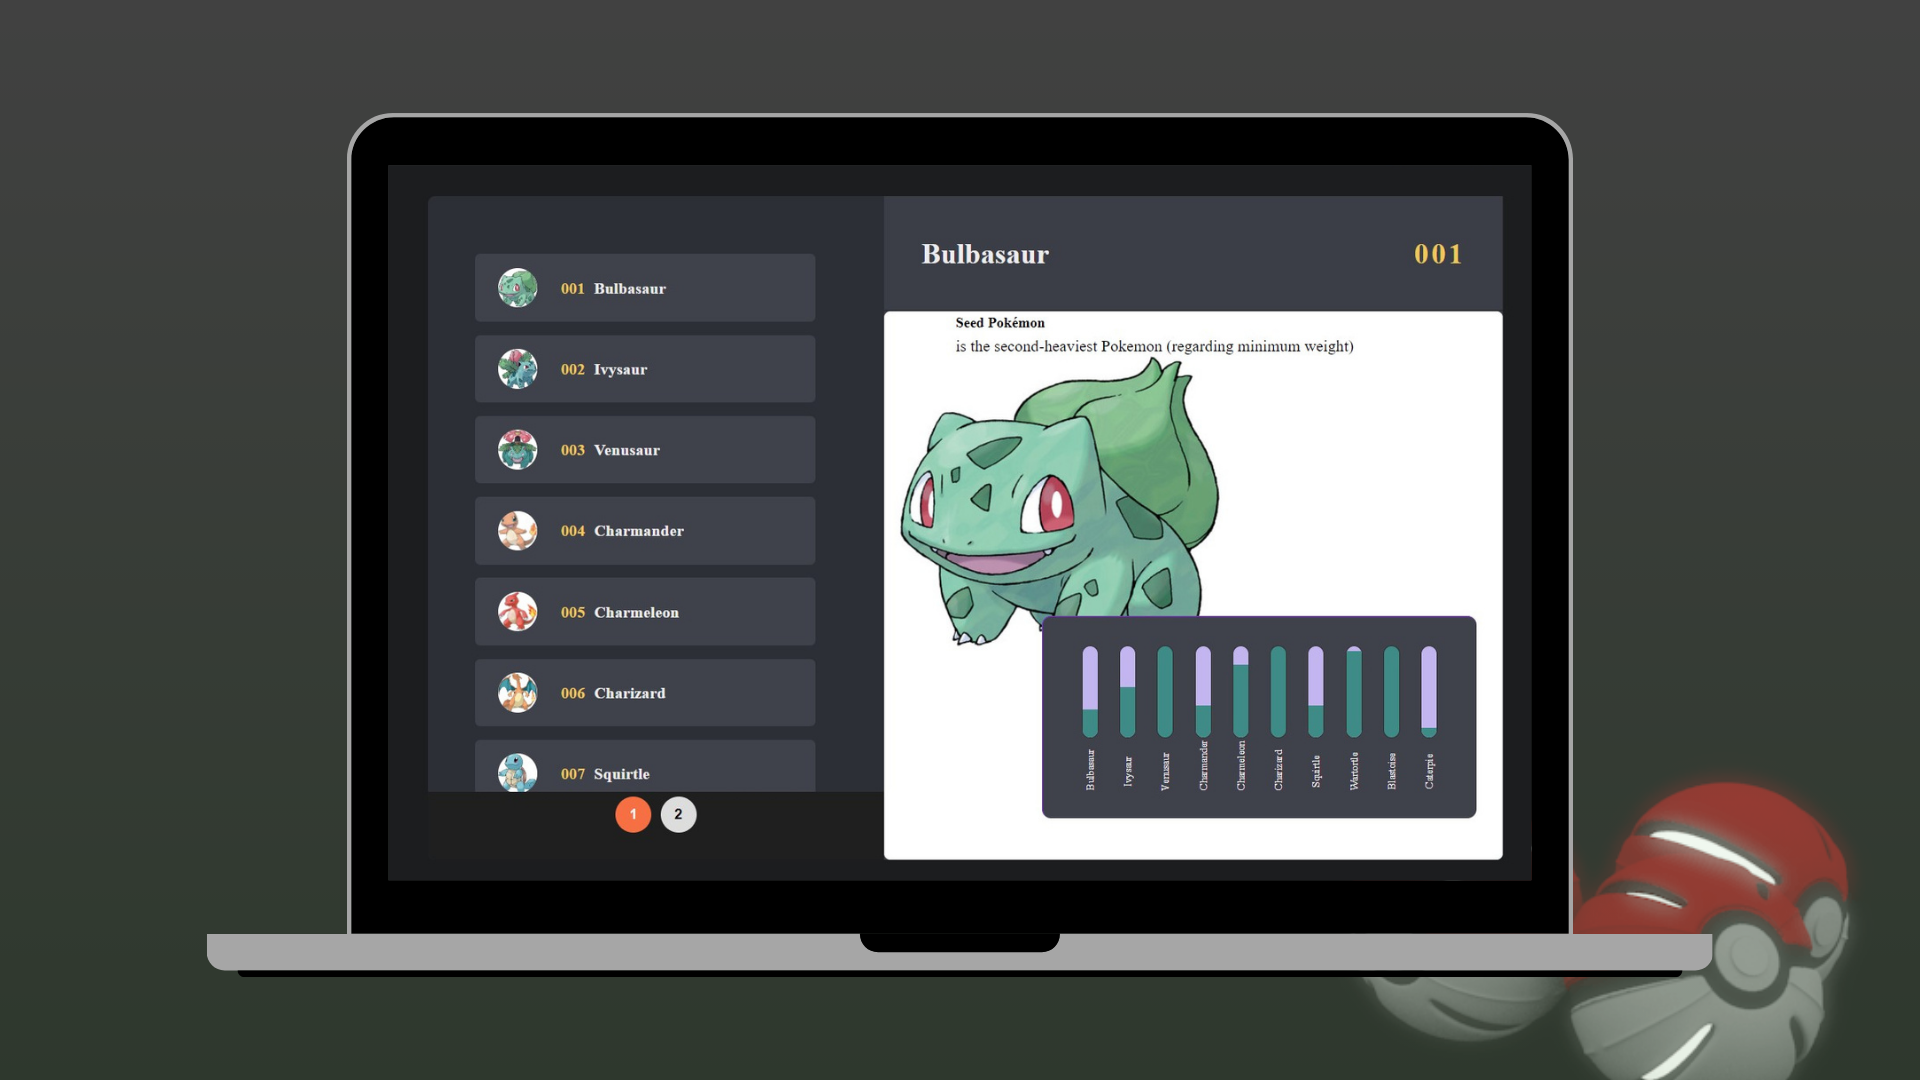 001 Bulbasaur
002 Ivysaur
003 Venusaur
004 Charmander
005 Charmeleon
006 Charizard
007 Squirtle
1 2
Bulbasaur 001
Seed Pokémon
is the second-heaviest Pokemon (regarding minimum weight)
Bulbasaur
Ivysaur
Venusaur
Charmander
Charmeleon
Charizard
Squirtle
Wartortle
Blastoise
Caterpie